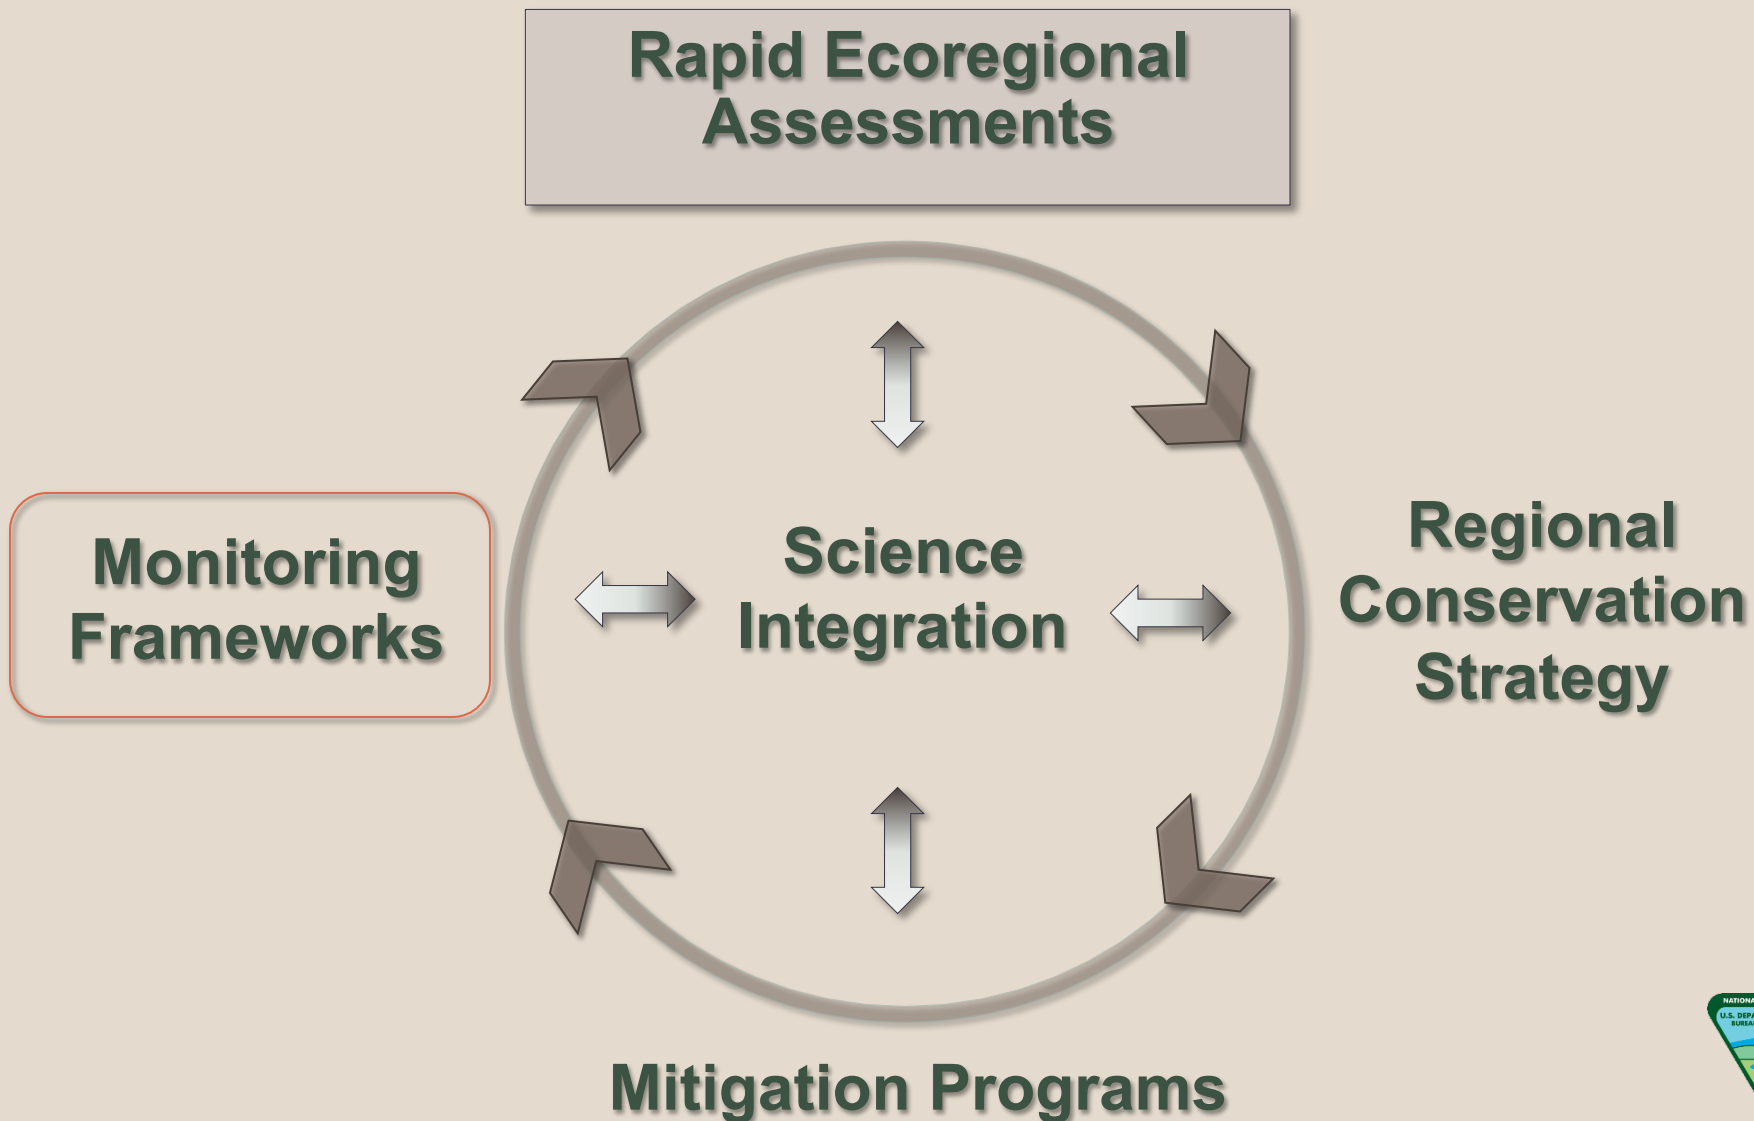 Rapid Ecoregional
Assessments
Monitoring
Frameworks
Science
Integration
Regional
Conservation
Strategy
Mitigation Programs
U.S.